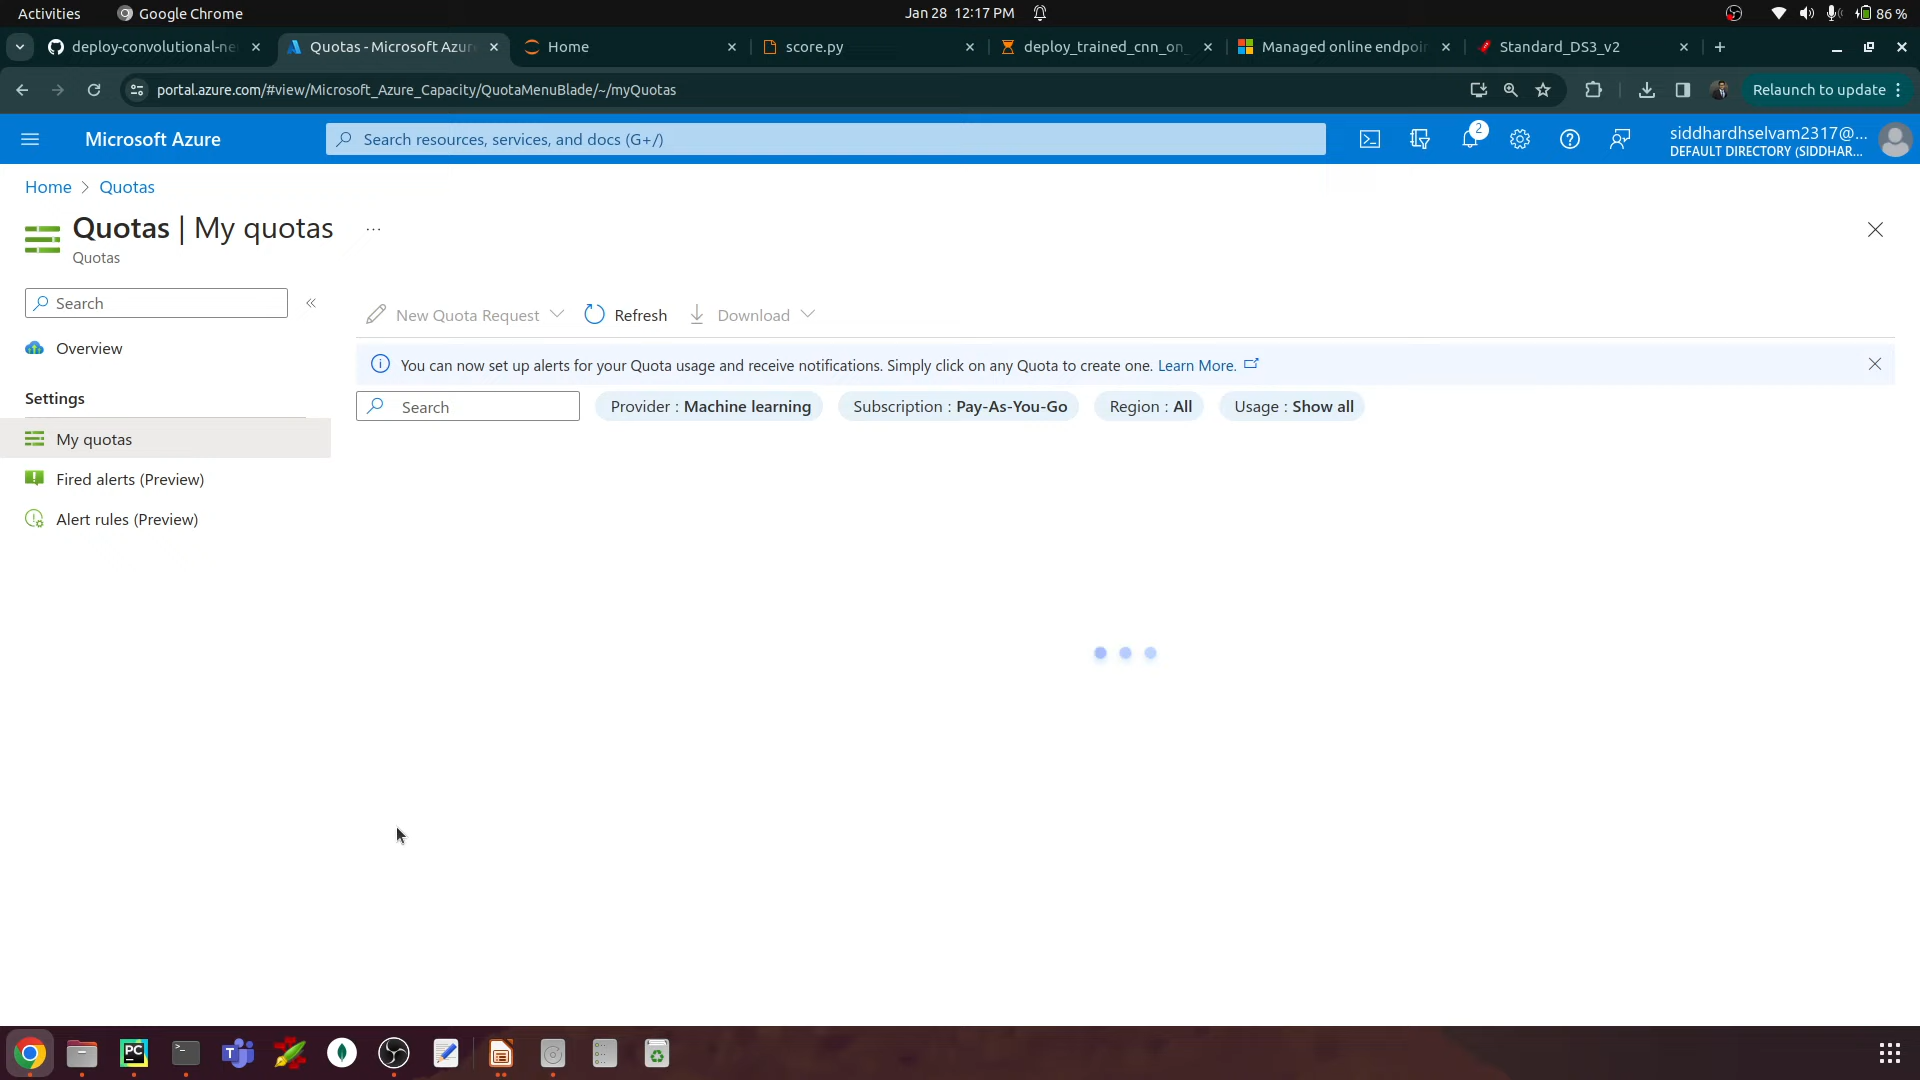 Activities
Google Chrome
Jan 28 12:17 PM
86 %
deploy-convolutional-ne
Quotas - Microsoft Azur
Home
score.py
deploy_trained_cnn_on_
Managed online endpoin
Standard_DS3_v2
portal.azure.com/#view/Microsoft_Azure_Capacity/QuotaMenuBlade/~/myQuotas
Relaunch to update
Microsoft Azure
Search resources, services, and docs (G+/)
2
siddhardhselvam2317@...
DEFAULT DIRECTORY (SIDDHAR...
Home > Quotas
Quotas | My quotas
...
Quotas
Search
«
New Quota Request
Refresh
Download
Overview
You can now set up alerts for your Quota usage and receive notifications. Simply click on any Quota to create one. Learn More.
Settings
Search
Provider : Machine learning
Subscription : Pay-As-You-Go
Region : All
Usage : Show all
My quotas
Fired alerts (Preview)
Alert rules (Preview)
PC